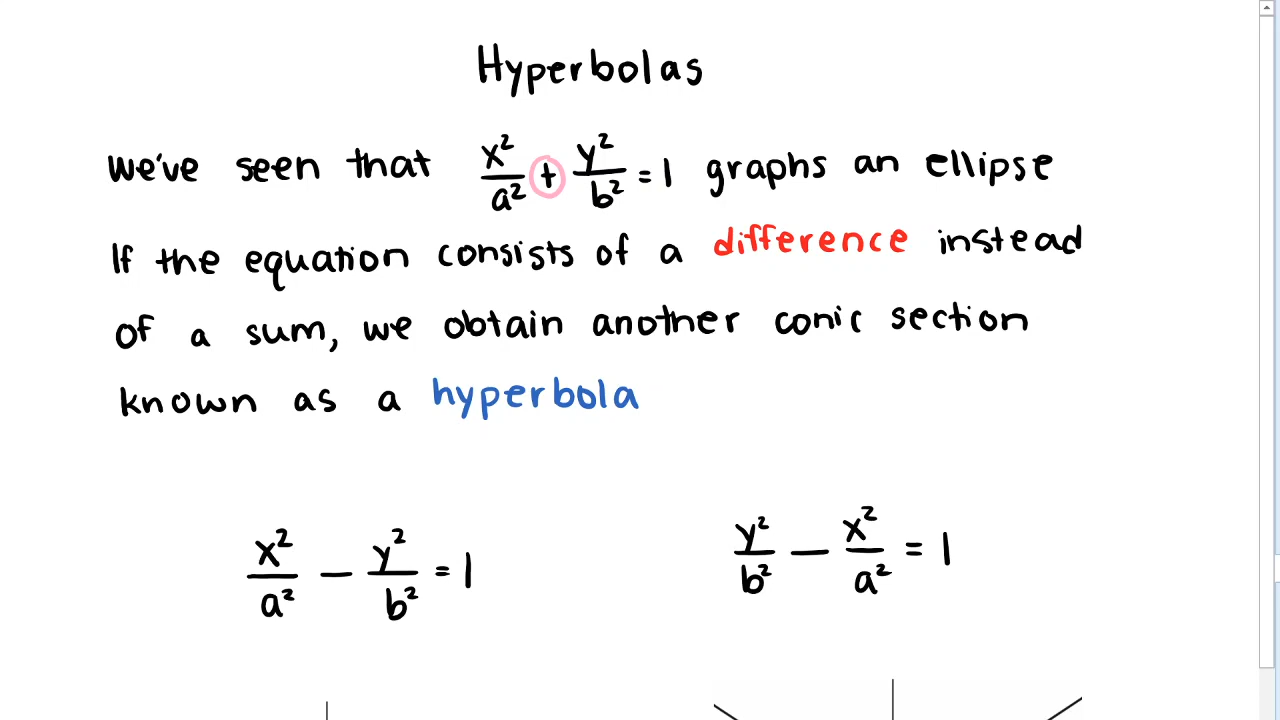 Hyperbolas
We've seen that x²/a² + y²/b² = 1 graphs an ellipse
If the equation consists of a difference instead
of a sum, we obtain another conic section
known as a hyperbola
x²/a² — y²/b² = 1
y²/b² — x²/a² = 1